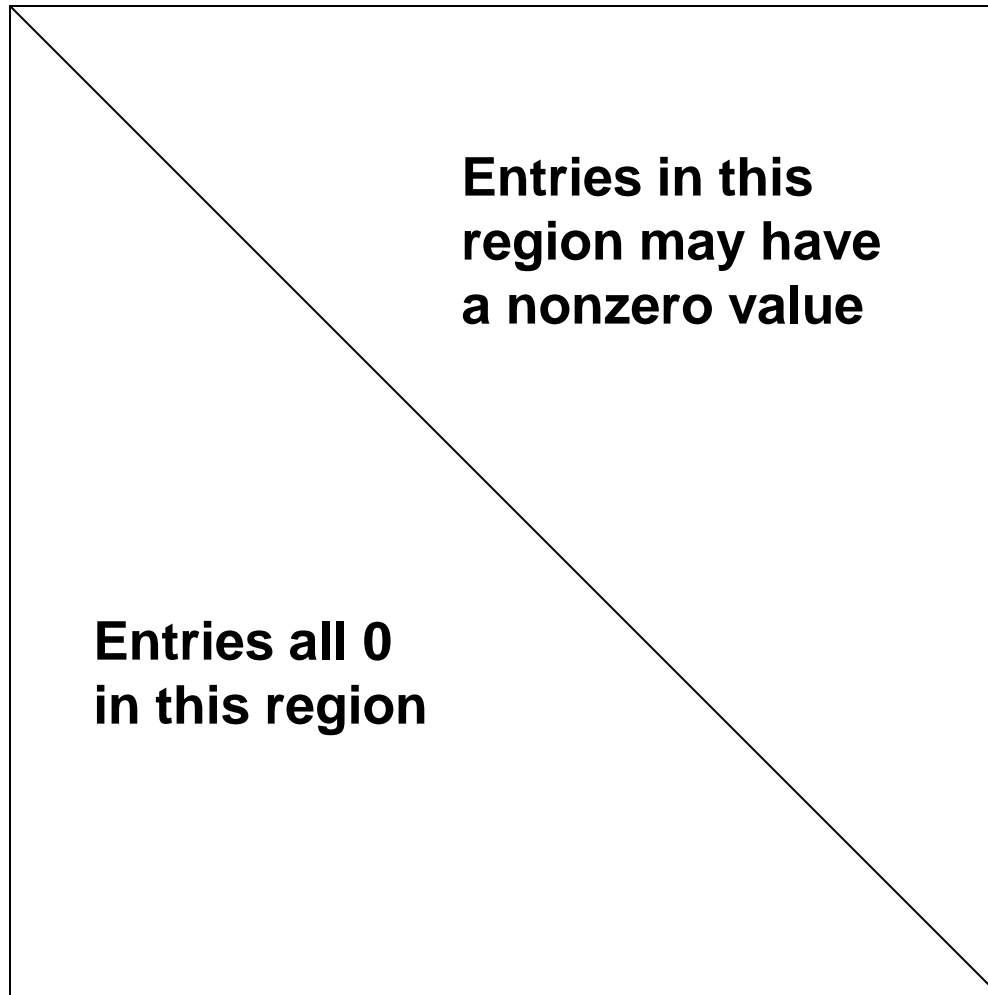 Entries in this
region may have
a nonzero value
Entries all 0
in this region